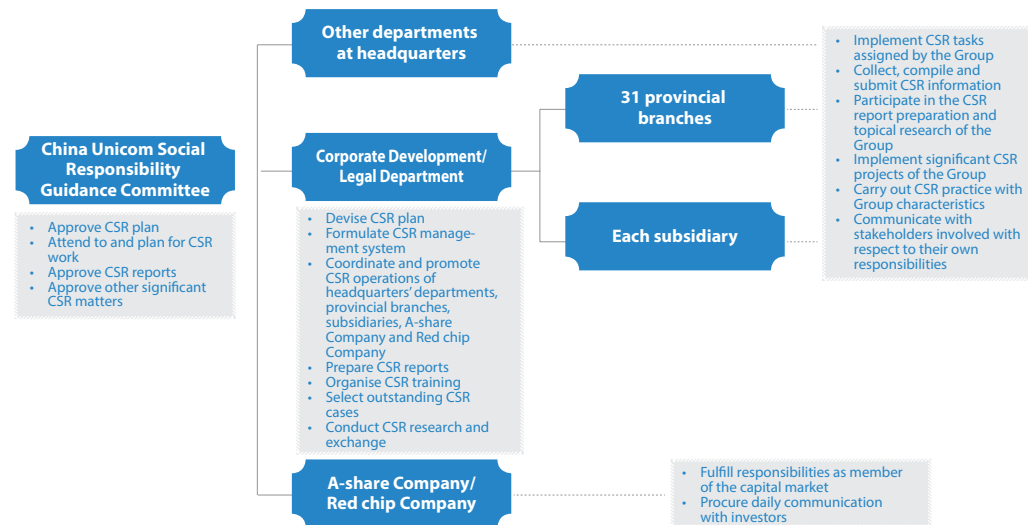 China Unicom Social
Responsibility
Guidance Committee
• Approve CSR plan
• Attend to and plan for CSR
work
• Approve CSR reports
• Approve other significant
CSR matters
Other departments
at headquarters
Corporate Development/
Legal Department
• Devise CSR plan
• Formulate CSR manage-
ment system
• Coordinate and promote
CSR operations of
headquarters’ departments,
provincial branches,
subsidiaries, A-share
Company and Red chip
Company
• Prepare CSR reports
• Organise CSR training
• Select outstanding CSR
cases
• Conduct CSR research and
exchange
A-share Company/
Red chip Company
31 provincial
branches
Each subsidiary
• Implement CSR tasks
assigned by the Group
• Collect, compile and
submit CSR information
• Participate in the CSR
report preparation and
topical research of the
Group
• Implement significant CSR
projects of the Group
• Carry out CSR practice with
Group characteristics
• Communicate with
stakeholders involved with
respect to their own
responsibilities
• Fulfill responsibilities as member
of the capital market
• Procure daily communication
with investors